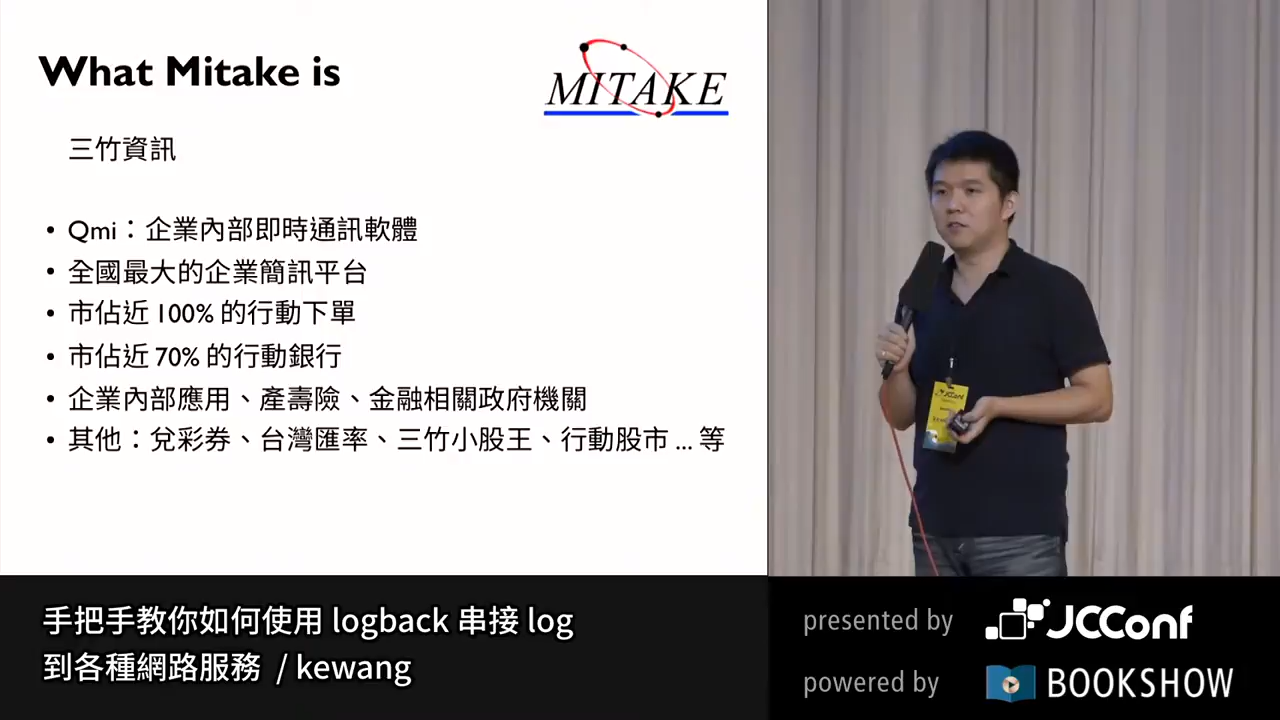 What Mitake is
MITAKE
三竹資訊
• Qmi：企業內部即時通訊軟體
• 全國最大的企業簡訊平台
• 市佔近 100% 的行動下單
• 市佔近 70% 的行動銀行
• 企業內部應用、產壽險、金融相關政府機關
• 其他：兌彩券、台灣匯率、三竹小股王、行動股市 ... 等
JCConf
手把手教你如何使用 logback 串接 log
到各種網路服務 / kewang
presented by JCConf
powered by BOOKSHOW